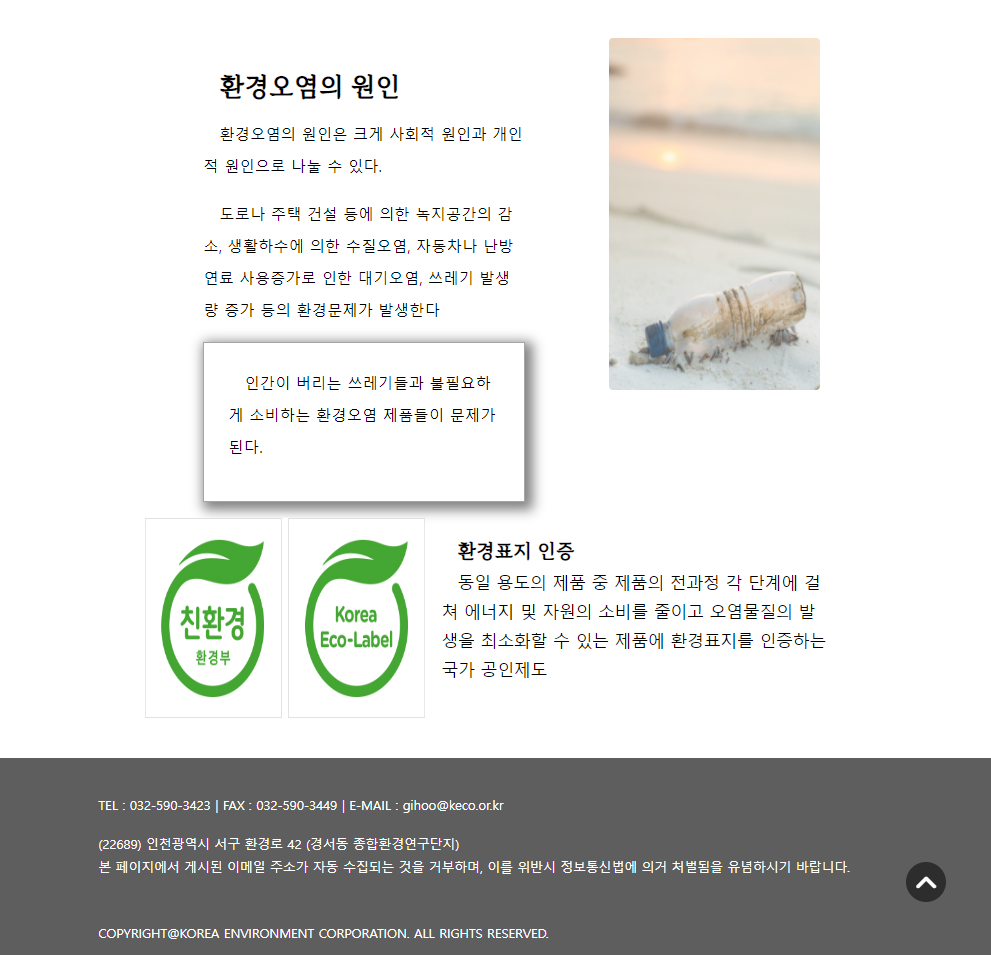 환경오염의 원인
환경오염의 원인은 크게 사회적 원인과 개인
적 원인으로 나눌 수 있다.
도로나 주택 건설 등에 의한 녹지공간의 감
소, 생활하수에 의한 수질오염, 자동차나 난방
연료 사용증가로 인한 대기오염, 쓰레기 발생
량 증가 등의 환경문제가 발생한다
인간이 버리는 쓰레기들과 불필요하
게 소비하는 환경오염 제품들이 문제가
된다.
친환경
환경부
Korea
Eco-Label
환경표지 인증
동일 용도의 제품 중 제품의 전과정 각 단계에 걸
쳐 에너지 및 자원의 소비를 줄이고 오염물질의 발
생을 최소화할 수 있는 제품에 환경표지를 인증하는
국가 공인제도
TEL : 032-590-3423 | FAX : 032-590-3449 | E-MAIL : gihoo@keco.or.kr
(22689) 인천광역시 서구 환경로 42 (경서동 종합환경연구단지)
본 페이지에서 게시된 이메일 주소가 자동 수집되는 것을 거부하며, 이를 위반시 정보통신법에 의거 처벌됨을 유념하시기 바랍니다.
COPYRIGHT@KOREA ENVIRONMENT CORPORATION. ALL RIGHTS RESERVED.